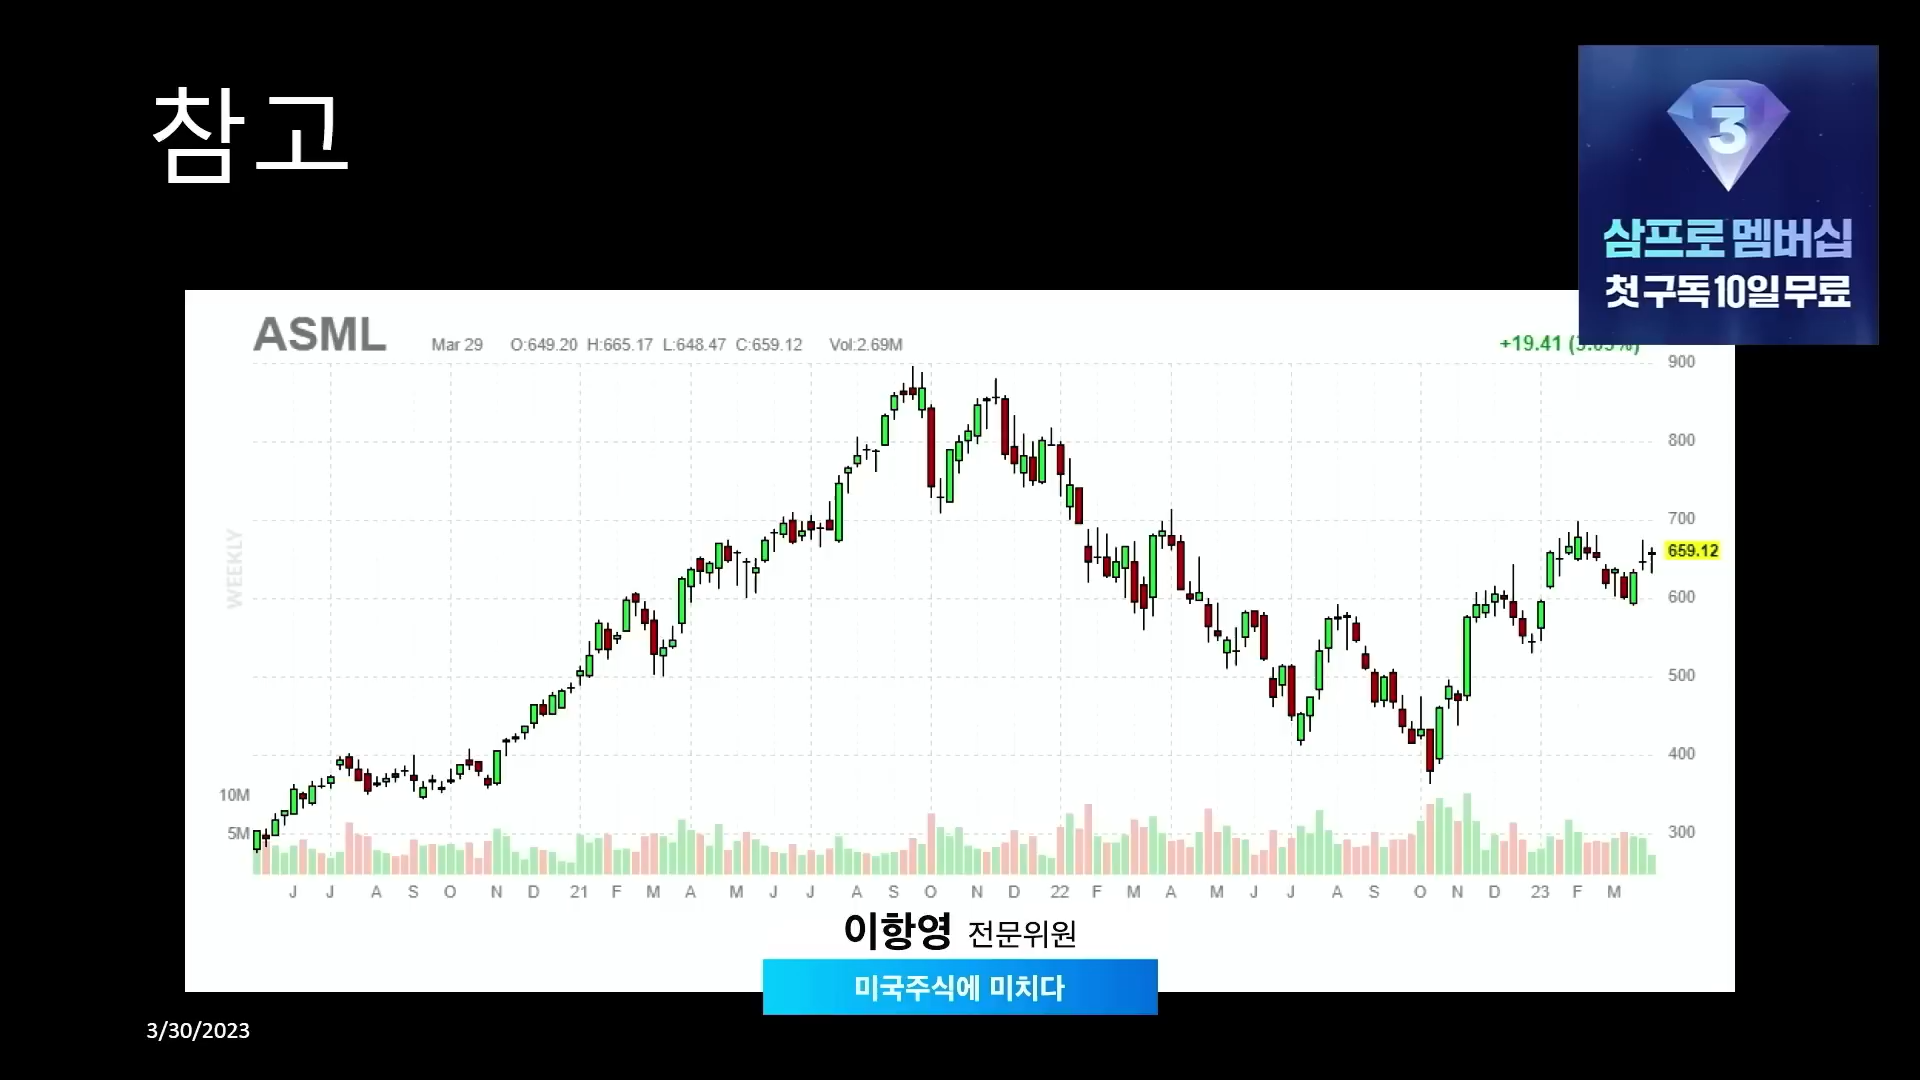 참고
3
삼프로 멤버십
첫 구독 10일 무료
ASML Mar 29 O:649.20 H:665.17 L:648.47 C:659.12 Vol:2.69M +19.41
900
800
700
659.12
600
500
400
300
WEEKLY
10M
5M
J J A S O N D 21 F M A M J J A S O N D 22 F M A M J J A S O N D 23 F M
이항영 전문위원
미국주식에 미치다
3/30/2023